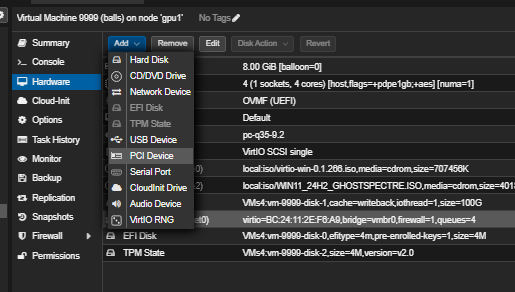 Virtual Machine 9999 (balls) on node 'gpu1' No Tags
Summary
Console
Hardware
Cloud-Init
Options
Task History
Monitor
Backup
Replication
Snapshots
Firewall
Permissions
Add Remove Edit Disk Action Revert
Hard Disk
CD/DVD Drive
Network Device
EFI Disk
TPM State
USB Device
PCI Device
Serial Port
CloudInit Drive
Audio Device
VirtIO RNG
8.00 GiB [balloon=0]
4 (1 sockets, 4 cores) [host,flags=+pdpe1gb;+aes] [numa=1]
OVMF (UEFI)
Default
pc-q35-9.2
VirtIO SCSI single
0) local:iso/virtio-win-0.1.266.iso,media=cdrom,size=707456K
2) local:iso/WIN11_24H2_GHOSTSPECTRE.ISO,media=cdrom,size=4018
VMs4:vm-9999-disk-1,cache=writeback,iothread=1,size=100G
et0) virtio=BC:24:11:2E:F6:A9,bridge=vmbr0,firewall=1,queues=4
EFI Disk VMs4:vm-9999-disk-0,efitype=4m,pre-enrolled-keys=1,size=4M
TPM State VMs4:vm-9999-disk-2,size=4M,version=v2.0